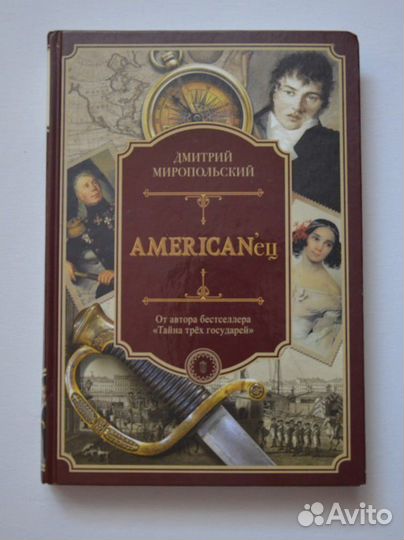 ДМИТРИЙ
МИРОПОЛЬСКИЙ
AMERICAN'ец
От автора бестселлера
«Тайна трёх государей»
Avito